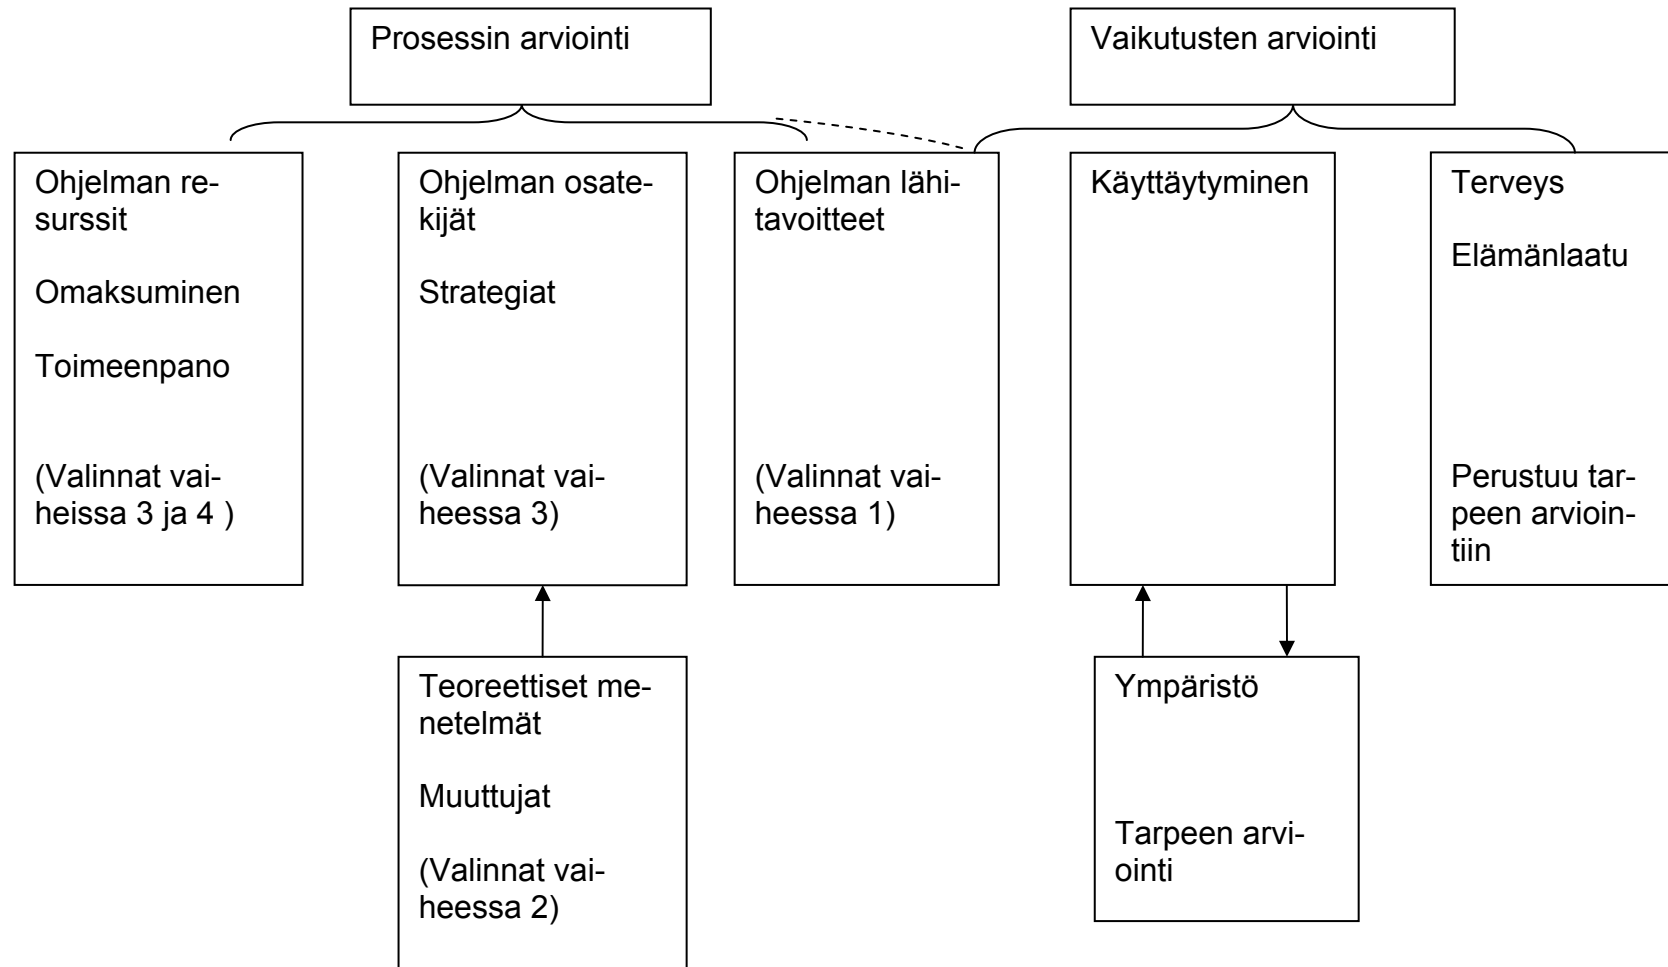 Prosessin arviointi
Vaikutusten arviointi
Ohjelman re-
surssit
Omaksuminen
Toimeenpano
(Valinnat vai-
heissa 3 ja 4 )
Ohjelman osate-
kijät
Strategiat
(Valinnat vai-
heessa 3)
Ohjelman lähi-
tavoitteet
(Valinnat vai-
heessa 1)
Käyttäytyminen
Terveys
Elämänlaatu
Perustuu tar-
peen arvioin-
tiin
Teoreettiset me-
netelmät
Muuttujat
(Valinnat vai-
heessa 2)
Ympäristö
Tarpeen arvi-
ointi